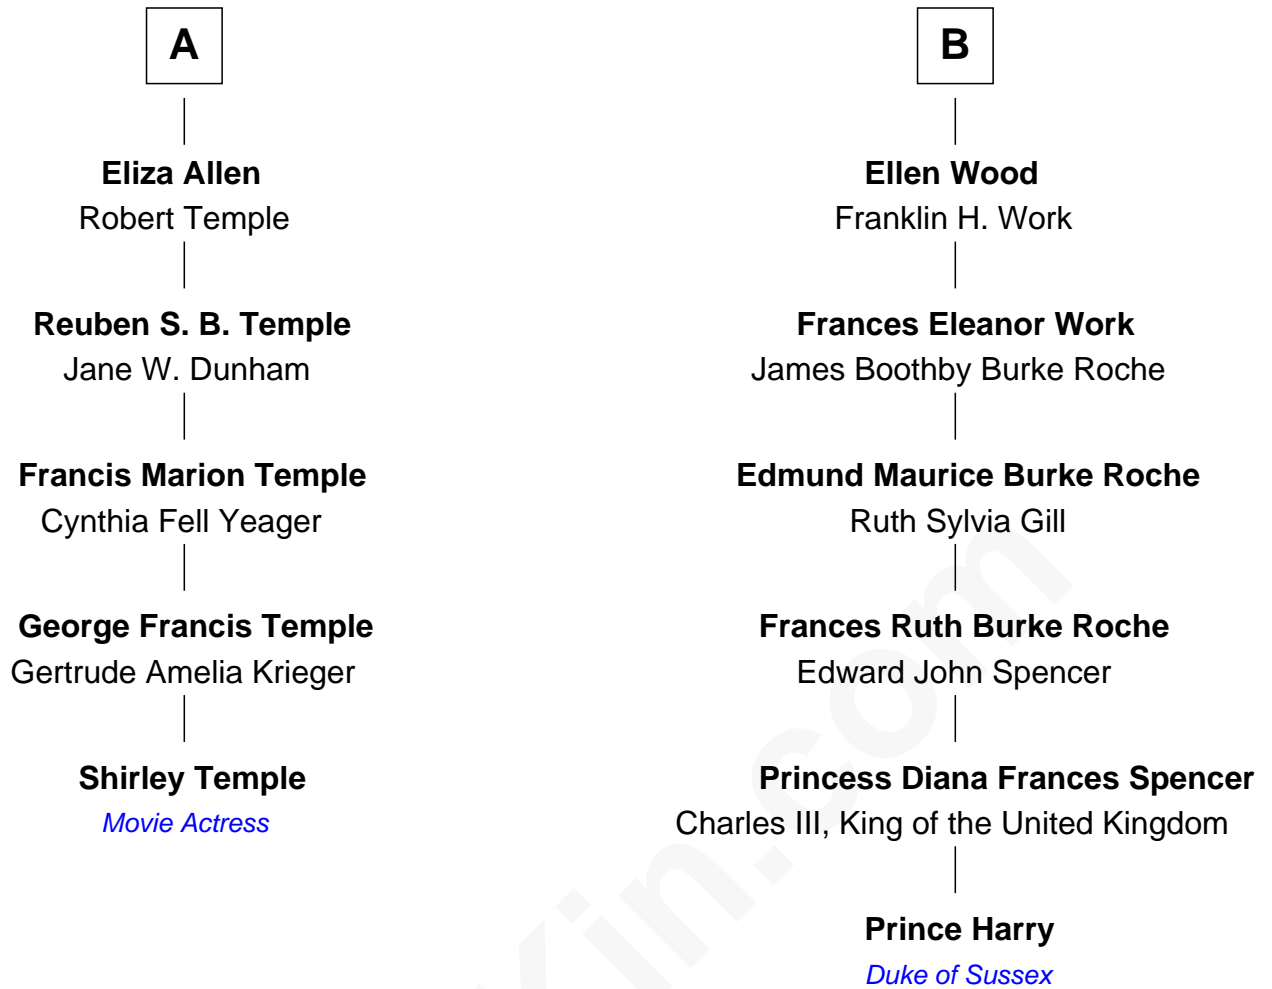 A
Eliza Allen
Robert Temple
Reuben S. B. Temple
Jane W. Dunham
Francis Marion Temple
Cynthia Fell Yeager
George Francis Temple
Gertrude Amelia Krieger
Shirley Temple
Movie Actress
B
Ellen Wood
Franklin H. Work
Frances Eleanor Work
James Boothby Burke Roche
Edmund Maurice Burke Roche
Ruth Sylvia Gill
Frances Ruth Burke Roche
Edward John Spencer
Princess Diana Frances Spencer
Charles III, King of the United Kingdom
Prince Harry
Duke of Sussex
Kin.com